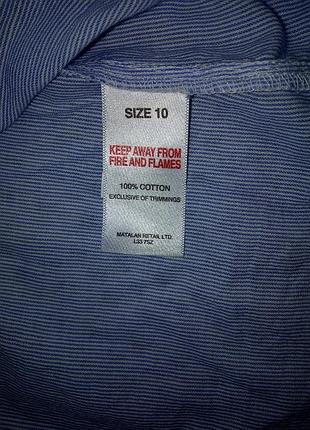 SIZE 10
KEEP AWAY FROM
FIRE AND FLAMES
100% COTTON
EXCLUSIVE OF TRIMMINGS
MATALAN RETAIL LTD.
L33 7SZ